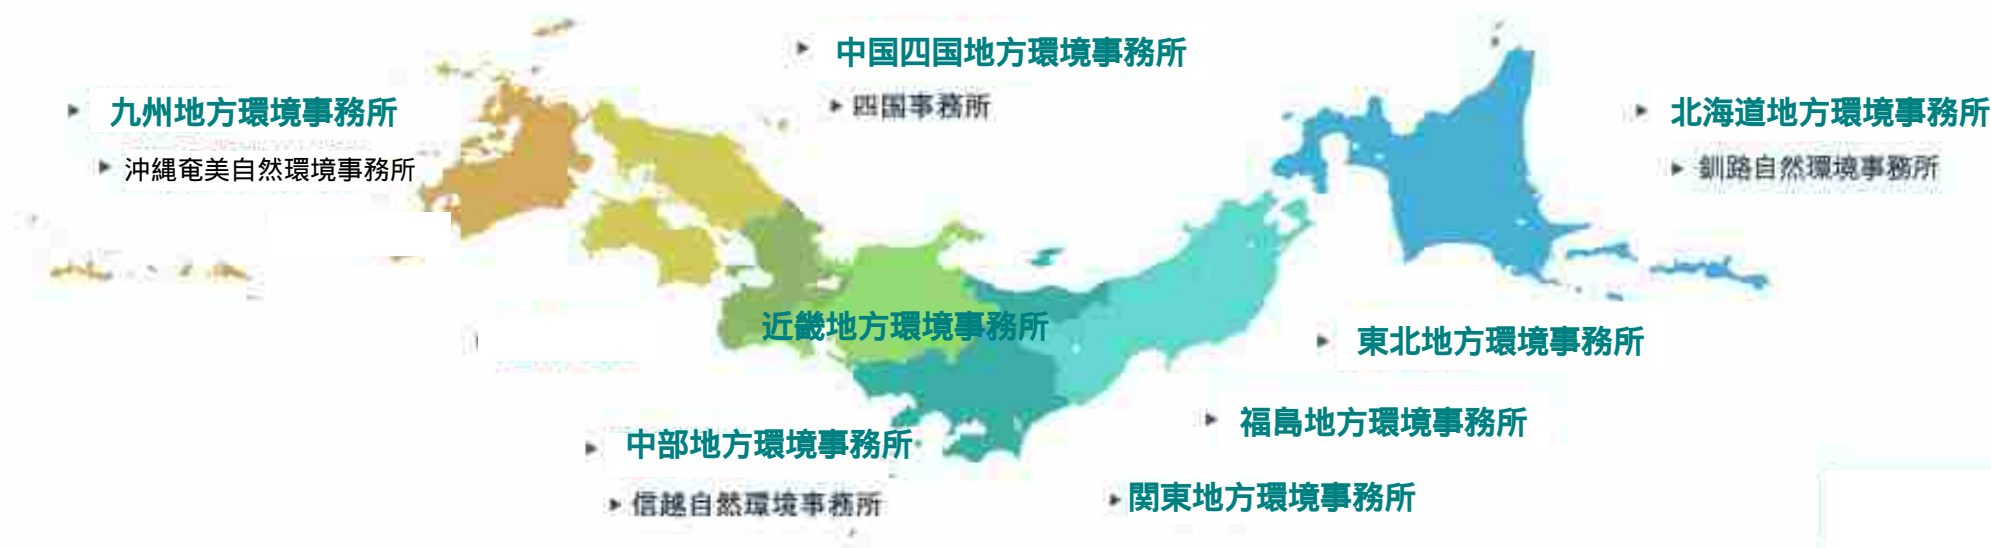 中国四国地方環境事務所
四国事務所
九州地方環境事務所
沖縄奄美自然環境事務所
北海道地方環境事務所
釧路自然環境事務所
近畿地方環境事務所
東北地方環境事務所
福島地方環境事務所
中部地方環境事務所
信越自然環境事務所
関東地方環境事務所